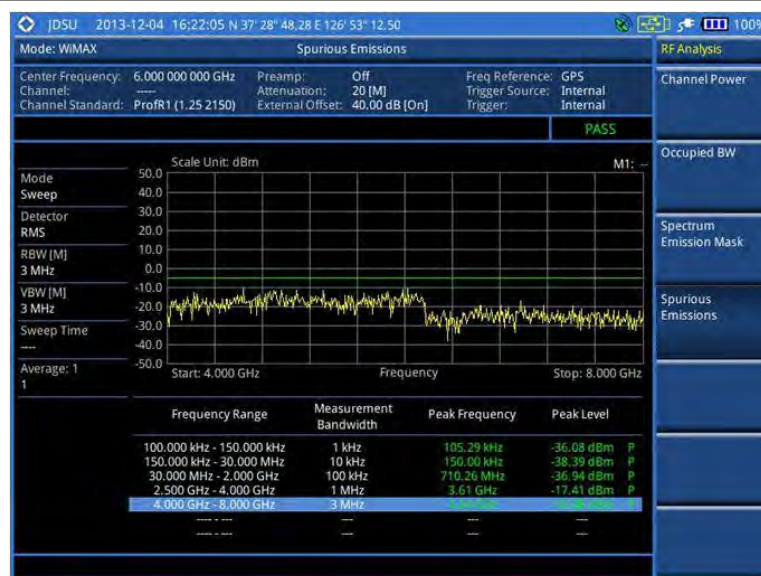 JDSU 2013-12-04 16:22:05 N 37' 28" 48.28 E 126' 53" 12.50 100%
Mode: WiMAX Spurious Emissions RF Analysis
Center Frequency: 6.000 000 000 GHz Preamp: Off Freq Reference: GPS
Channel: ---- Attenuation: 20 [M] Trigger Source: Internal
Channel Standard: ProfR1 (1.25 2150) External Offset: 40.00 dB [On] Trigger: Internal
Channel Power
PASS
Scale Unit: dBm M1: --
Occupied BW
Mode
Sweep
Detector
RMS
RBW [M]
3 MHz
VBW [M]
3 MHz
Sweep Time
----
Average: 1
1
50.0
40.0
30.0
20.0
10.0
0.0
-10.0
-20.0
-30.0
-40.0
-50.0
Start: 4.000 GHz Frequency Stop: 8.000 GHz
Spectrum
Emission Mask
Spurious
Emissions
Frequency Range Measurement Bandwidth Peak Frequency Peak Level
100.000 kHz - 150.000 kHz 1 kHz 105.29 kHz -36.08 dBm P
150.000 kHz - 30.000 MHz 10 kHz 150.00 kHz -38.39 dBm P
30.000 MHz - 2.000 GHz 100 kHz 710.26 MHz -36.94 dBm P
2.500 GHz - 4.000 GHz 1 MHz 3.61 GHz -17.41 dBm P
4.000 GHz - 8.000 GHz 3 MHz P
---- - --- --- --- ---
---- - --- --- --- ---